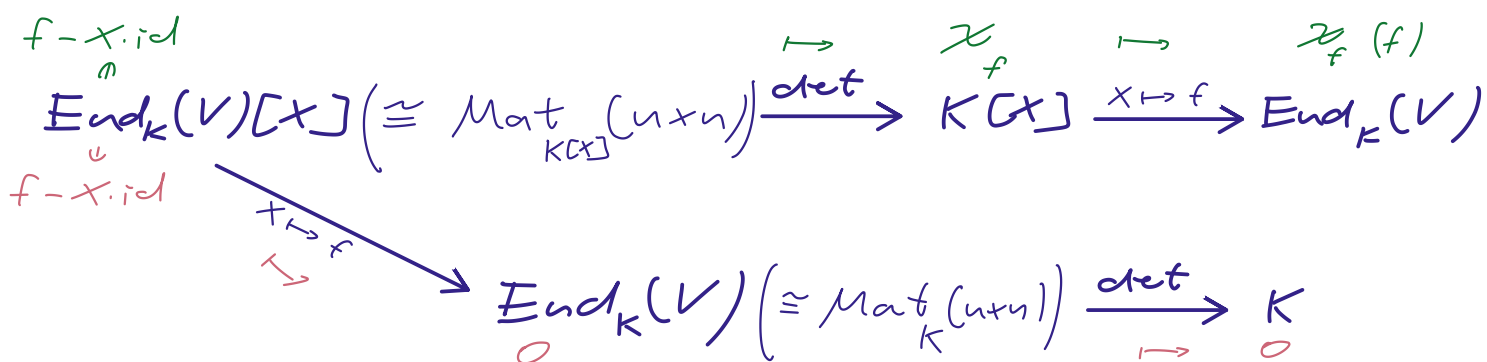 f - X·id ↦ χ_f ↦ χ_f (f)
End_K(V)[X] (≅ Mat_{K[X]}(n×n)) det→ K[X] X ↦ f → End_K(V)
f - X·id
X ↦ f
↦
End_K(V) (≅ Mat_K(n×n)) det→ K
0 ↦ 0